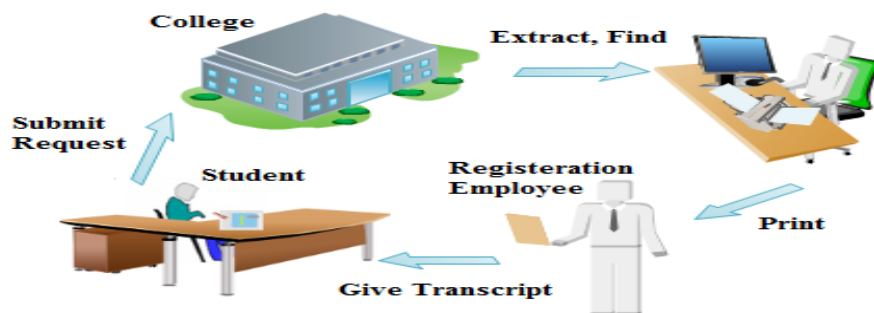 College
Extract, Find
Submit
Request
Student
Registeration
Employee
Print
Give Transcript